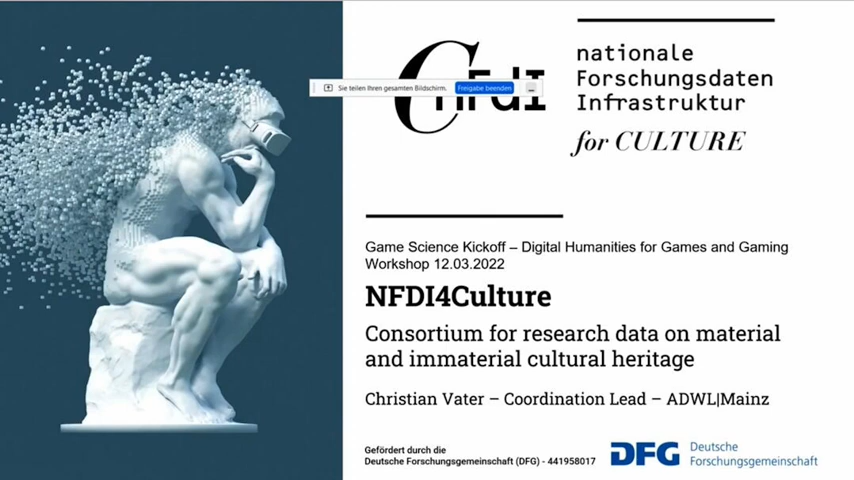 nationale
CnFdI
Forschungsdaten
Infrastruktur
for CULTURE
Sie teilen Ihren gesamten Bildschirm. Freigabe beenden
Game Science Kickoff – Digital Humanities for Games and Gaming
Workshop 12.03.2022
NFDI4Culture
Consortium for research data on material
and immaterial cultural heritage
Christian Vater – Coordination Lead – ADWL|Mainz
Gefördert durch die
Deutsche Forschungsgemeinschaft (DFG) - 441958017
DFG Deutsche
Forschungsgemeinschaft